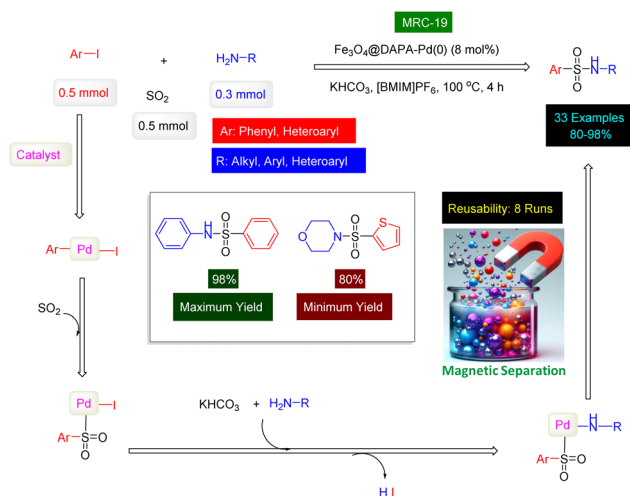 MRC-19
Ar–I + H₂N–R
Fe₃O₄@DAPA-Pd(0) (8 mol%)
KHCO₃, [BMIM]PF₆, 100 °C, 4 h
0.5 mmol
SO₂
0.5 mmol
0.3 mmol
Ar: Phenyl, Heteroaryl
R: Alkyl, Aryl, Heteroaryl
O
Ar S N R
H
O
33 Examples
80-98%
Catalyst
Ar Pd I
SO₂
H
N S
O
O
98%
Maximum Yield
O N S S
O
O
80%
Minimum Yield
Reusability: 8 Runs
Magnetic Separation
Pd I
Ar–S O
O
KHCO₃ + H₂N–R
H I
Pd N R
H
Ar–S O
O